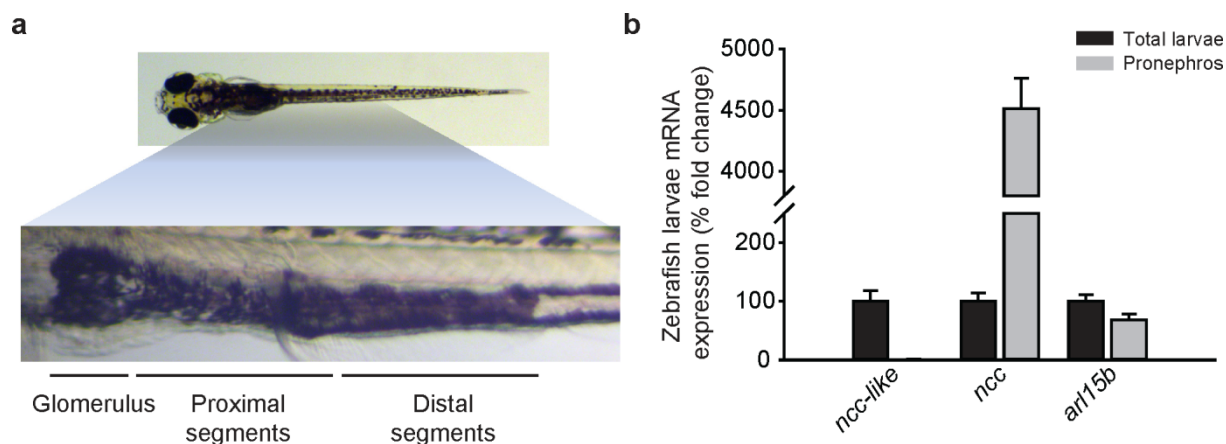 a
Glomerulus
Proximal
segments
Distal
segments
b
Zebrafish larvae mRNA
expression (% fold change)
5000
4500
4000
200
100
0
Total larvae
Pronephros
ncc-like
ncc
arl15b